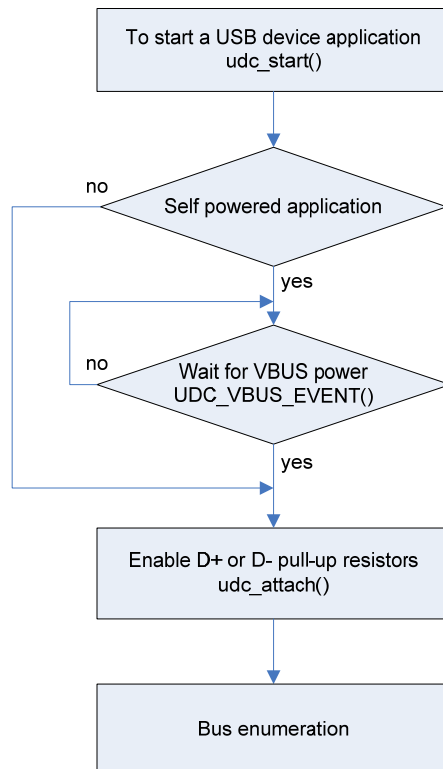 To start a USB device application
udc_start()
no
Self powered application
yes
no
Wait for VBUS power
UDC_VBUS_EVENT()
yes
Enable D+ or D- pull-up resistors
udc_attach()
Bus enumeration